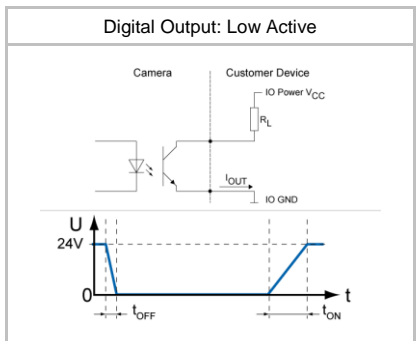 Digital Output: Low Active
Camera
Customer Device
IO Power VCC
RL
IOUT
IO GND
U
24V
0
t
tOFF
tON